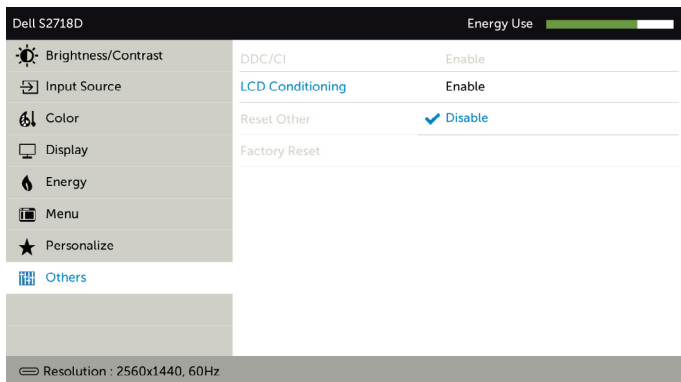 Dell S2718D Energy Use
Brightness/Contrast DDC/CI Enable
Input Source LCD Conditioning Enable
Color Reset Other Disable
Display Factory Reset
Energy
Menu
Personalize
Others
Resolution : 2560x1440, 60Hz